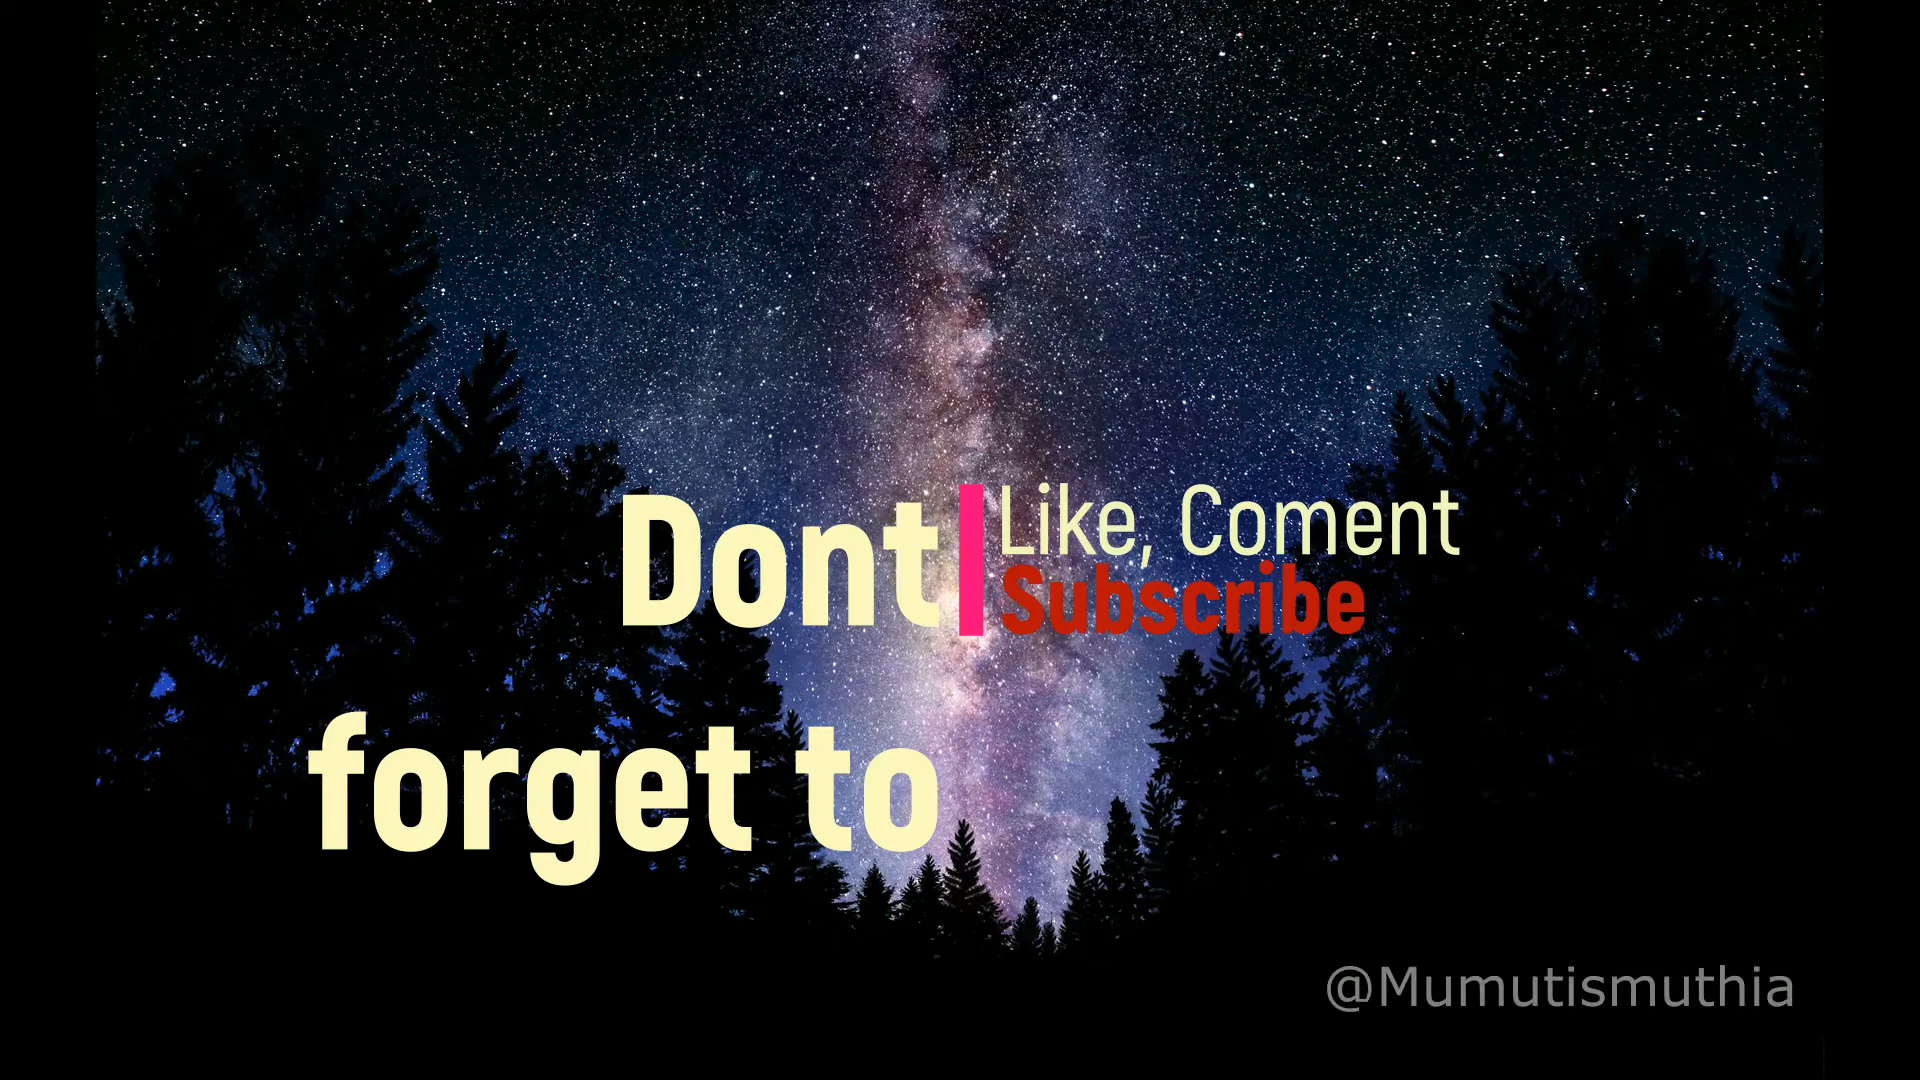 Dont
forget to
Like, Coment
Subscribe
@Mumutismuthia